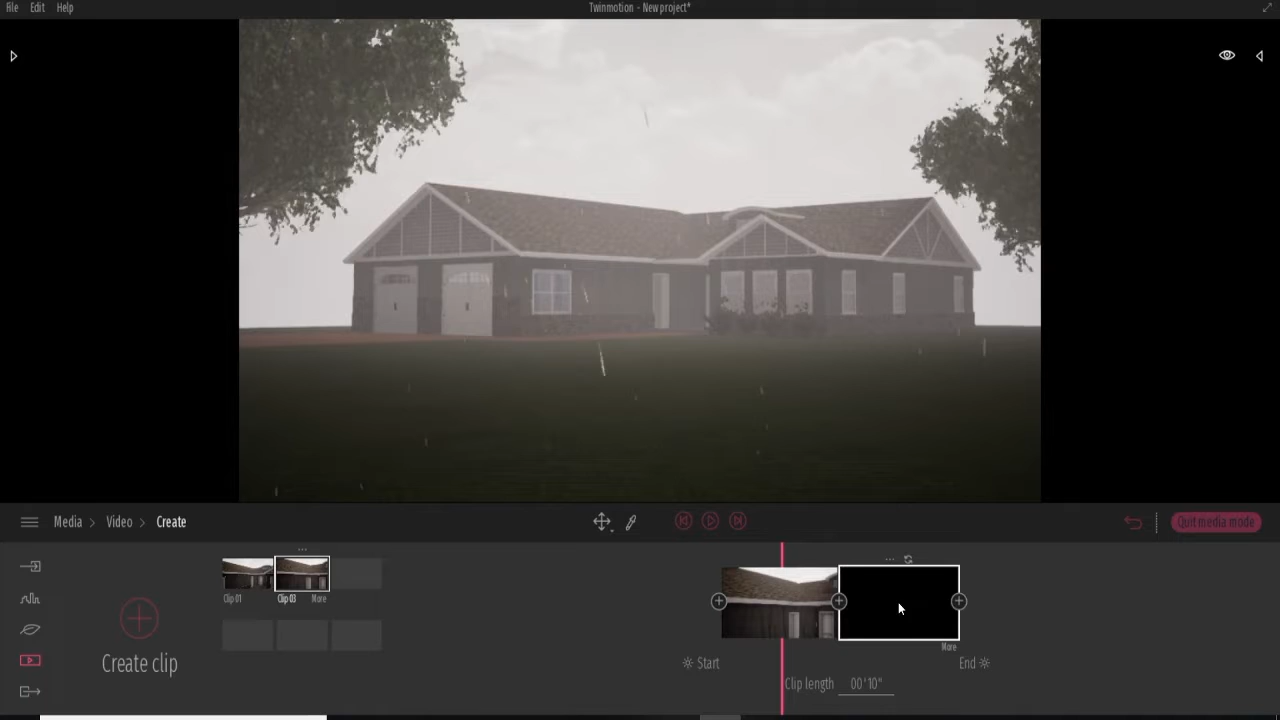 File Edit Help
Twinmotion - New project*
Media > Video > Create
Quit media mode
Create clip
Clip 01
Clip 03 More
More
Start
End
Clip length 00'10"